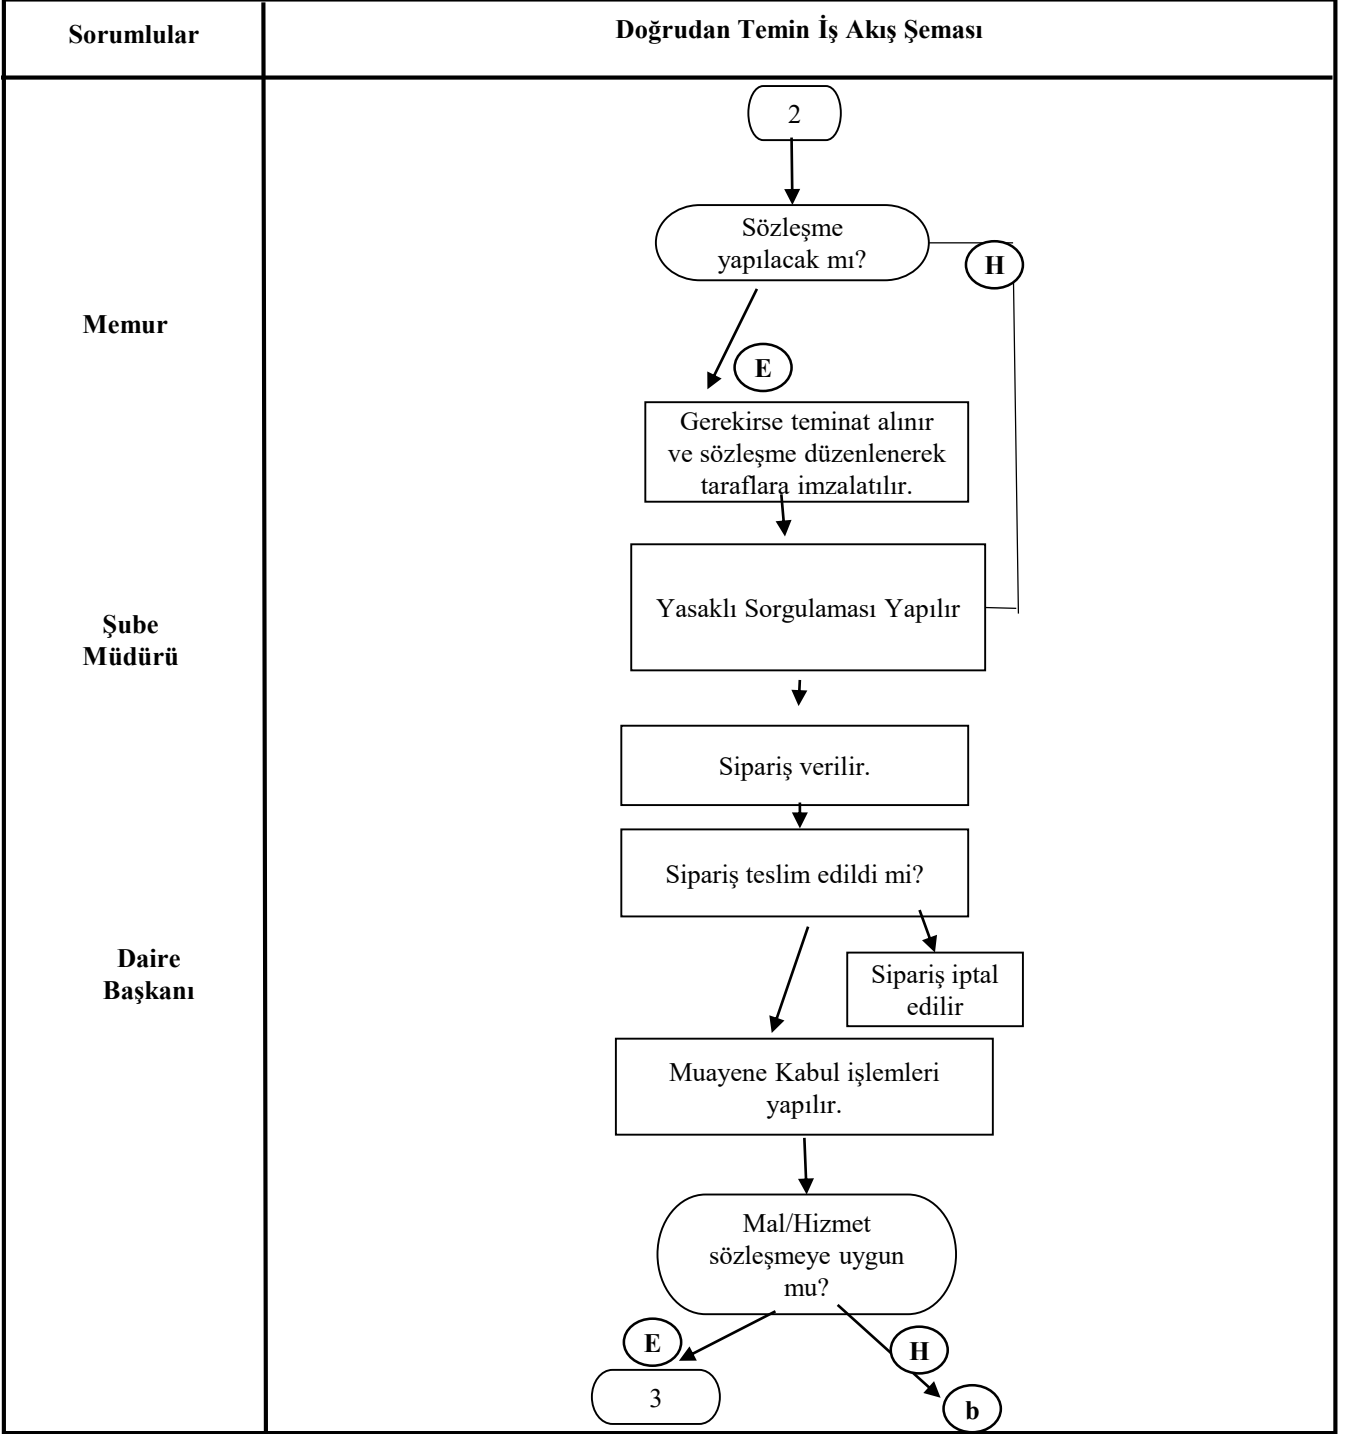 Sorumlular
Doğrudan Temin İş Akış Şeması
2
Sözleşme
yapılacak mı?
H
Memur
E
Gerekirse teminat alınır
ve sözleşme düzenlenerek
taraflara imzalatılır.
Yasaklı Sorgulaması Yapılır
Şube
Müdürü
Sipariş verilir.
Sipariş teslim edildi mi?
Daire
Başkanı
Sipariş iptal
edilir
Muayene Kabul işlemleri
yapılır.
Mal/Hizmet
sözleşmeye uygun
mu?
E
H
3
b